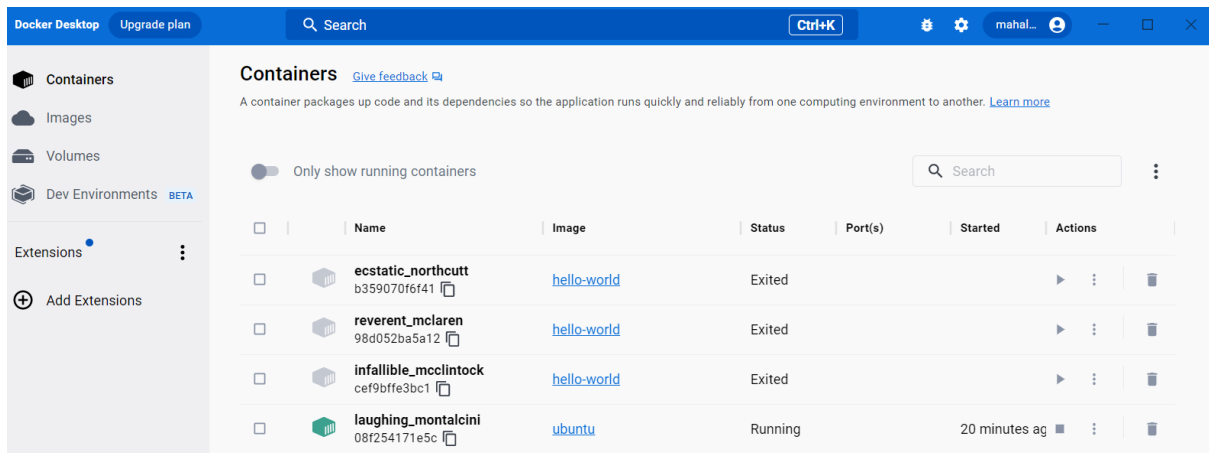 Docker Desktop Upgrade plan Search Ctrl+K mahal...
Containers
Images
Volumes
Dev Environments BETA
Extensions
Add Extensions
Containers Give feedback
A container packages up code and its dependencies so the application runs quickly and reliably from one computing environment to another. Learn more
Only show running containers Search
Name Image Status Port(s) Started Actions
ecstatic_northcutt
b359070f6f41
hello-world Exited
reverent_mclaren
98d052ba5a12
hello-world Exited
infallible_mcclintock
cef9bffe3bc1
hello-world Exited
laughing_montalcini
08f254171e5c
ubuntu Running 20 minutes ag